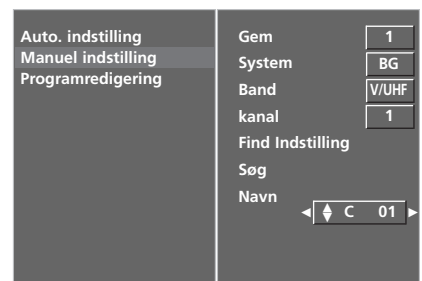 Auto. indstilling
Manuel indstilling
Programredigering
Gem 1
System BG
Band V/UHF
kanal 1
Find Indstilling
Søg
Navn
C 01